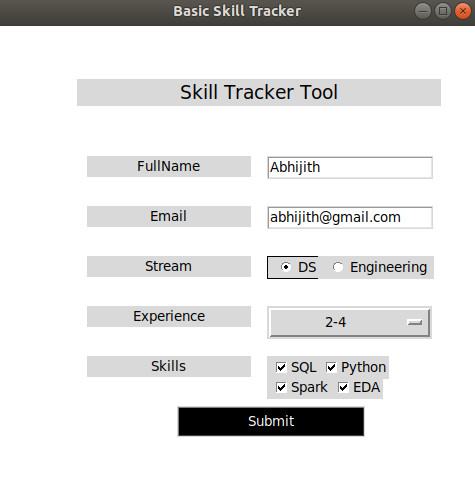 Basic Skill Tracker
Skill Tracker Tool
FullName Abhijith
Email abhijith@gmail.com
Stream DS Engineering
Experience 2-4
Skills SQL Python
Spark EDA
Submit